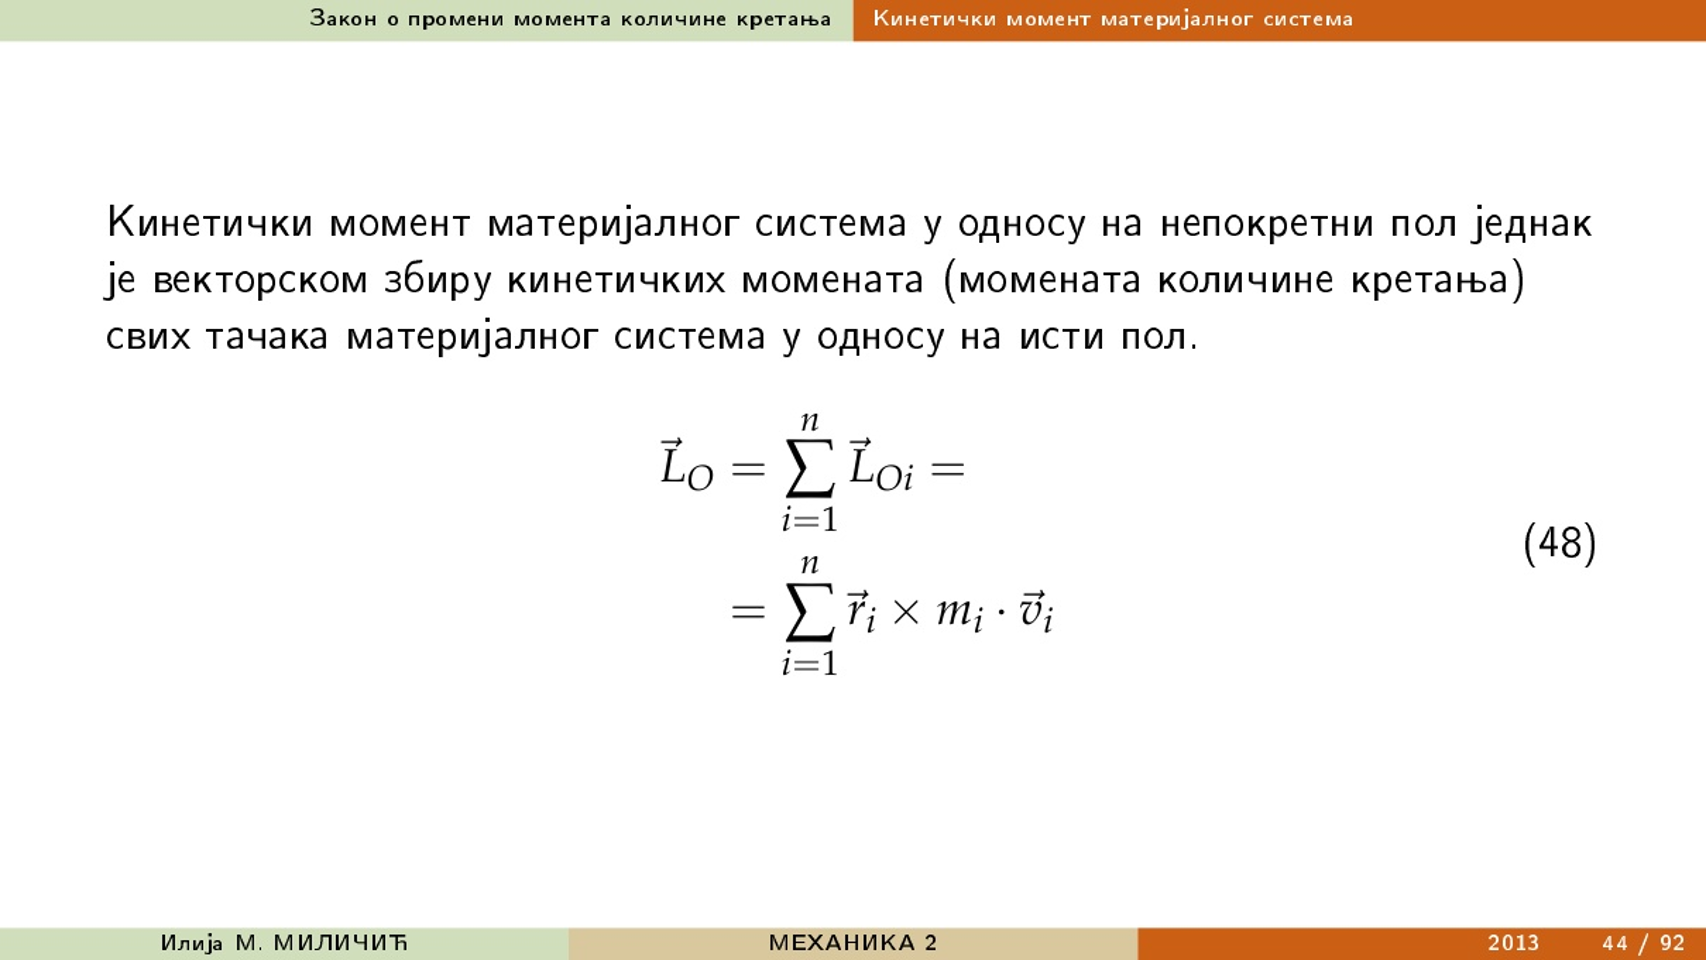 Закон о промени момента количине кретања Кинетички момент материјалног система
Кинетички момент материјалног система у односу на непокретни пол једнак
је векторском збиру кинетичких момената (момената количине кретања)
свих тачака материјалног система у односу на исти пол.
$\vec{L}_O = \sum_{i=1}^{n} \vec{L}_{Oi} =$
$= \sum_{i=1}^{n} \vec{r}_i \times m_i \cdot \vec{v}_i$
(48)
Илија М. МИЛИЧИЋ МЕХАНИКА 2 2013 44 / 92